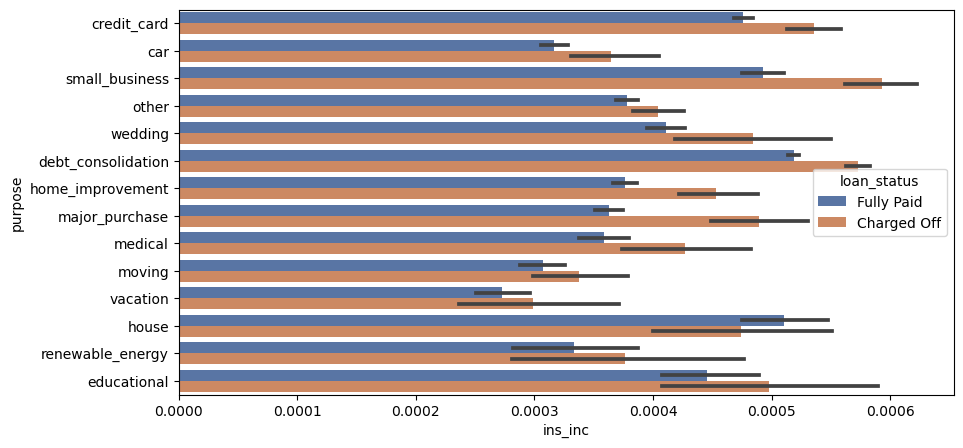 credit_card
car
small_business
other
wedding
debt_consolidation
home_improvement
major_purchase
medical
moving
vacation
house
renewable_energy
educational
purpose
loan_status
Fully Paid
Charged Off
0.0000 0.0001 0.0002 0.0003 0.0004 0.0005 0.0006
ins_inc